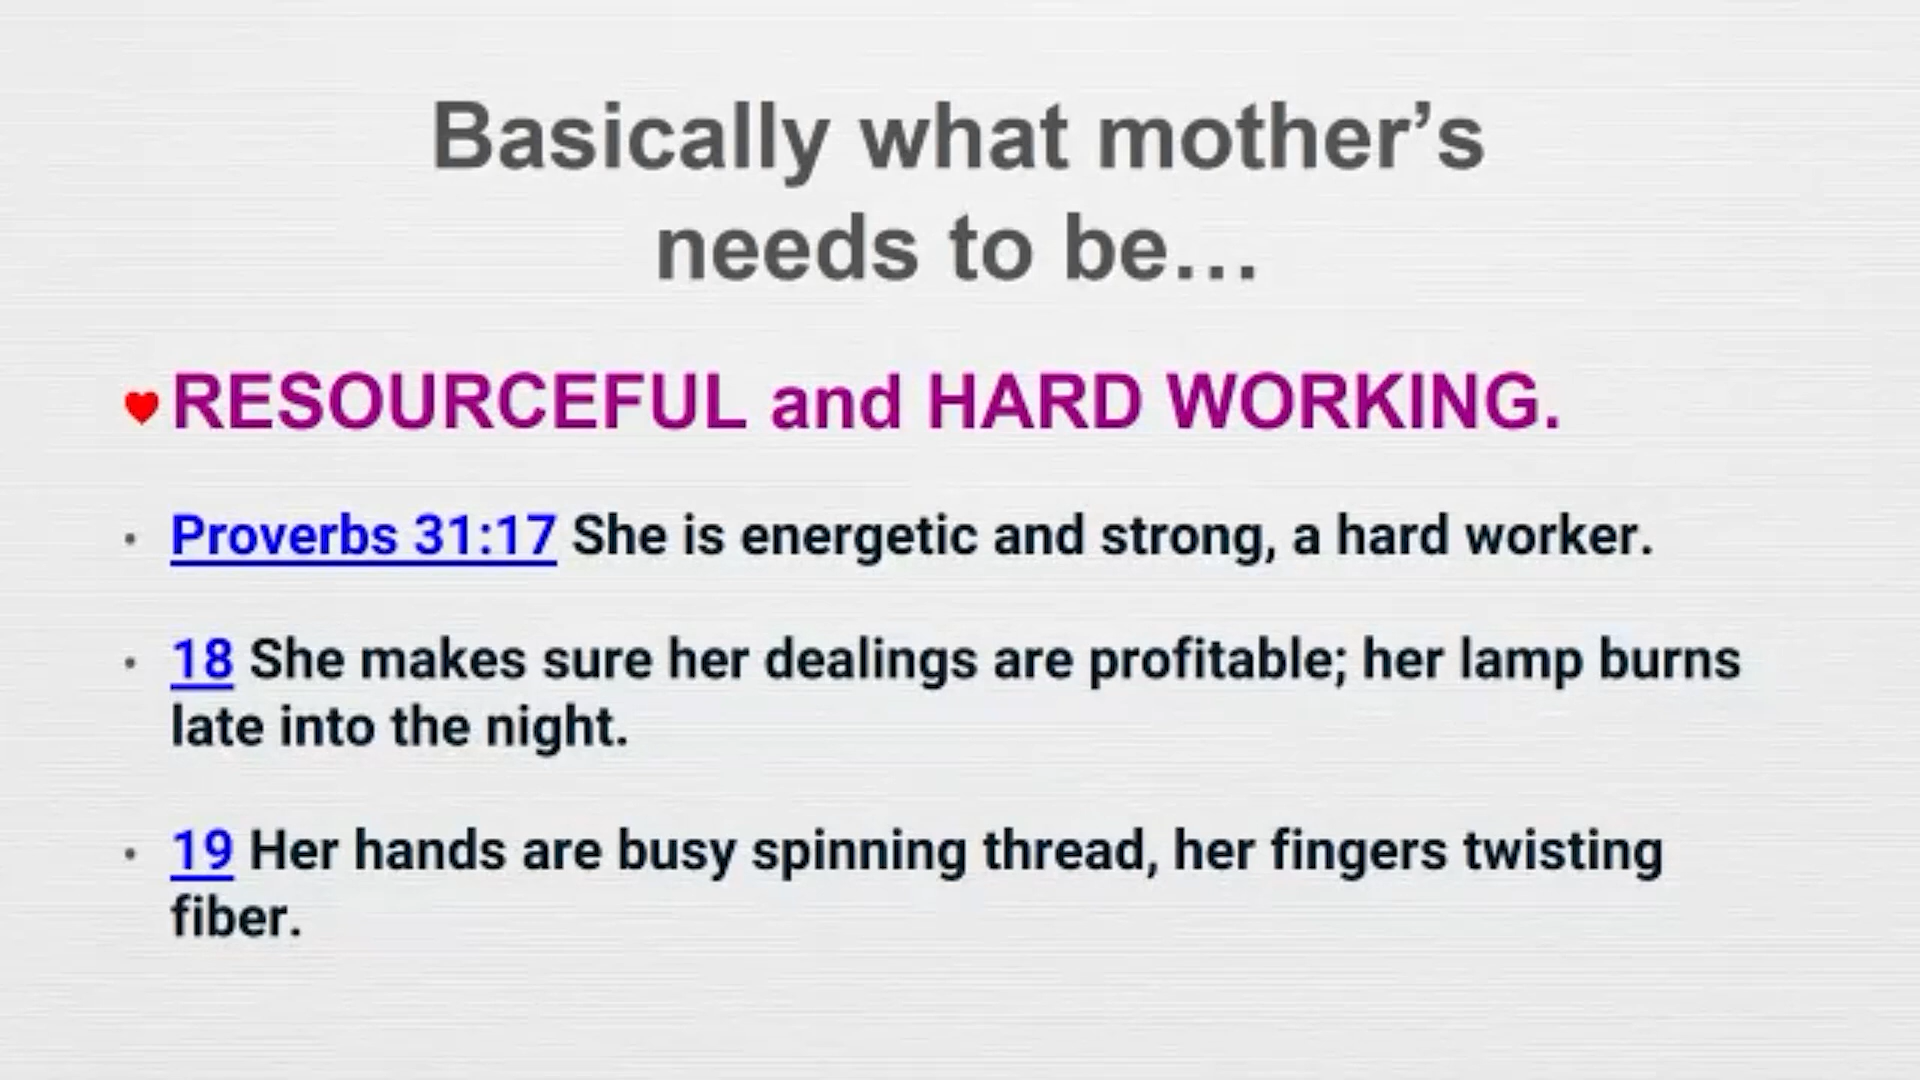 Basically what mother’s
needs to be…
RESOURCEFUL and HARD WORKING.
Proverbs 31:17 She is energetic and strong, a hard worker.
18 She makes sure her dealings are profitable; her lamp burns
late into the night.
19 Her hands are busy spinning thread, her fingers twisting
fiber.